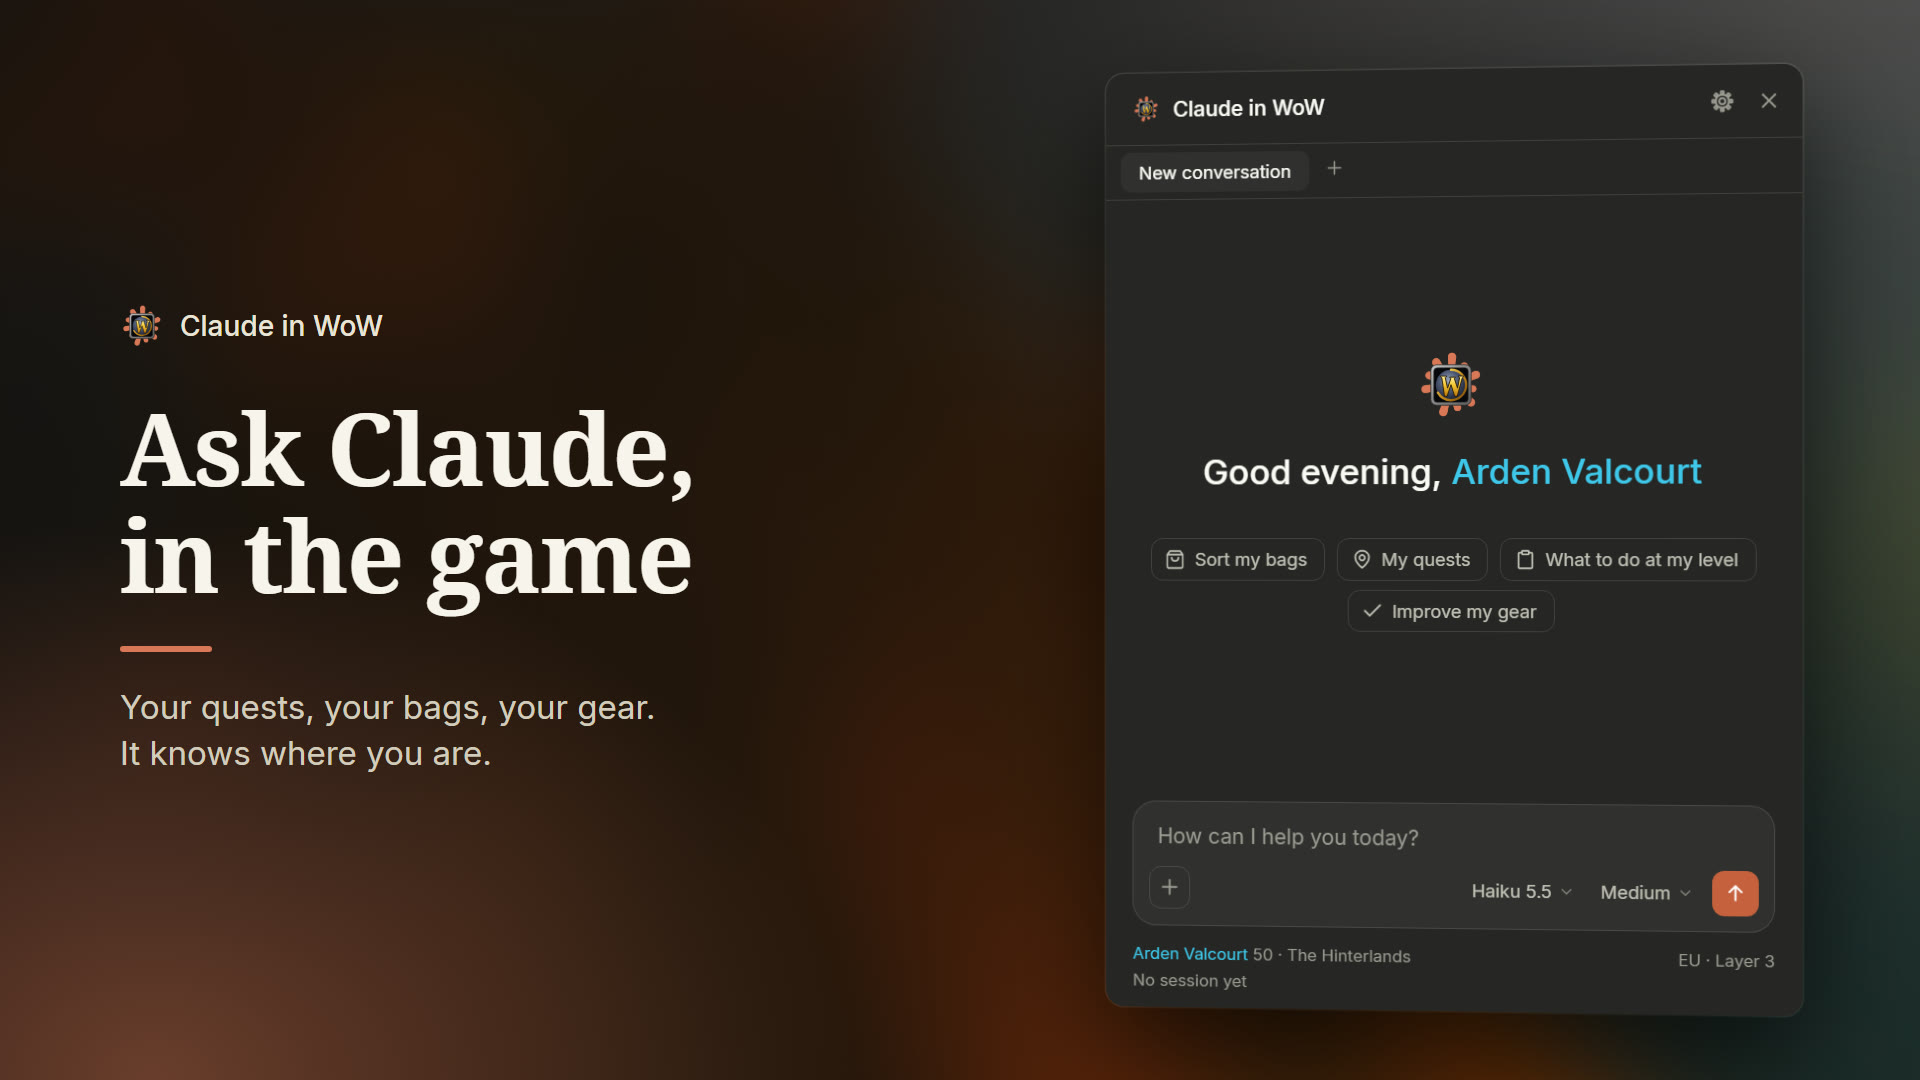 Claude in WoW
Ask Claude,
in the game
Your quests, your bags, your gear.
It knows where you are.
Claude in WoW
New conversation
W
Good evening, Arden Valcourt
Sort my bags
My quests
What to do at my level
Improve my gear
How can I help you today?
Haiku 5.5
Medium
Arden Valcourt 50 · The Hinterlands
EU · Layer 3
No session yet